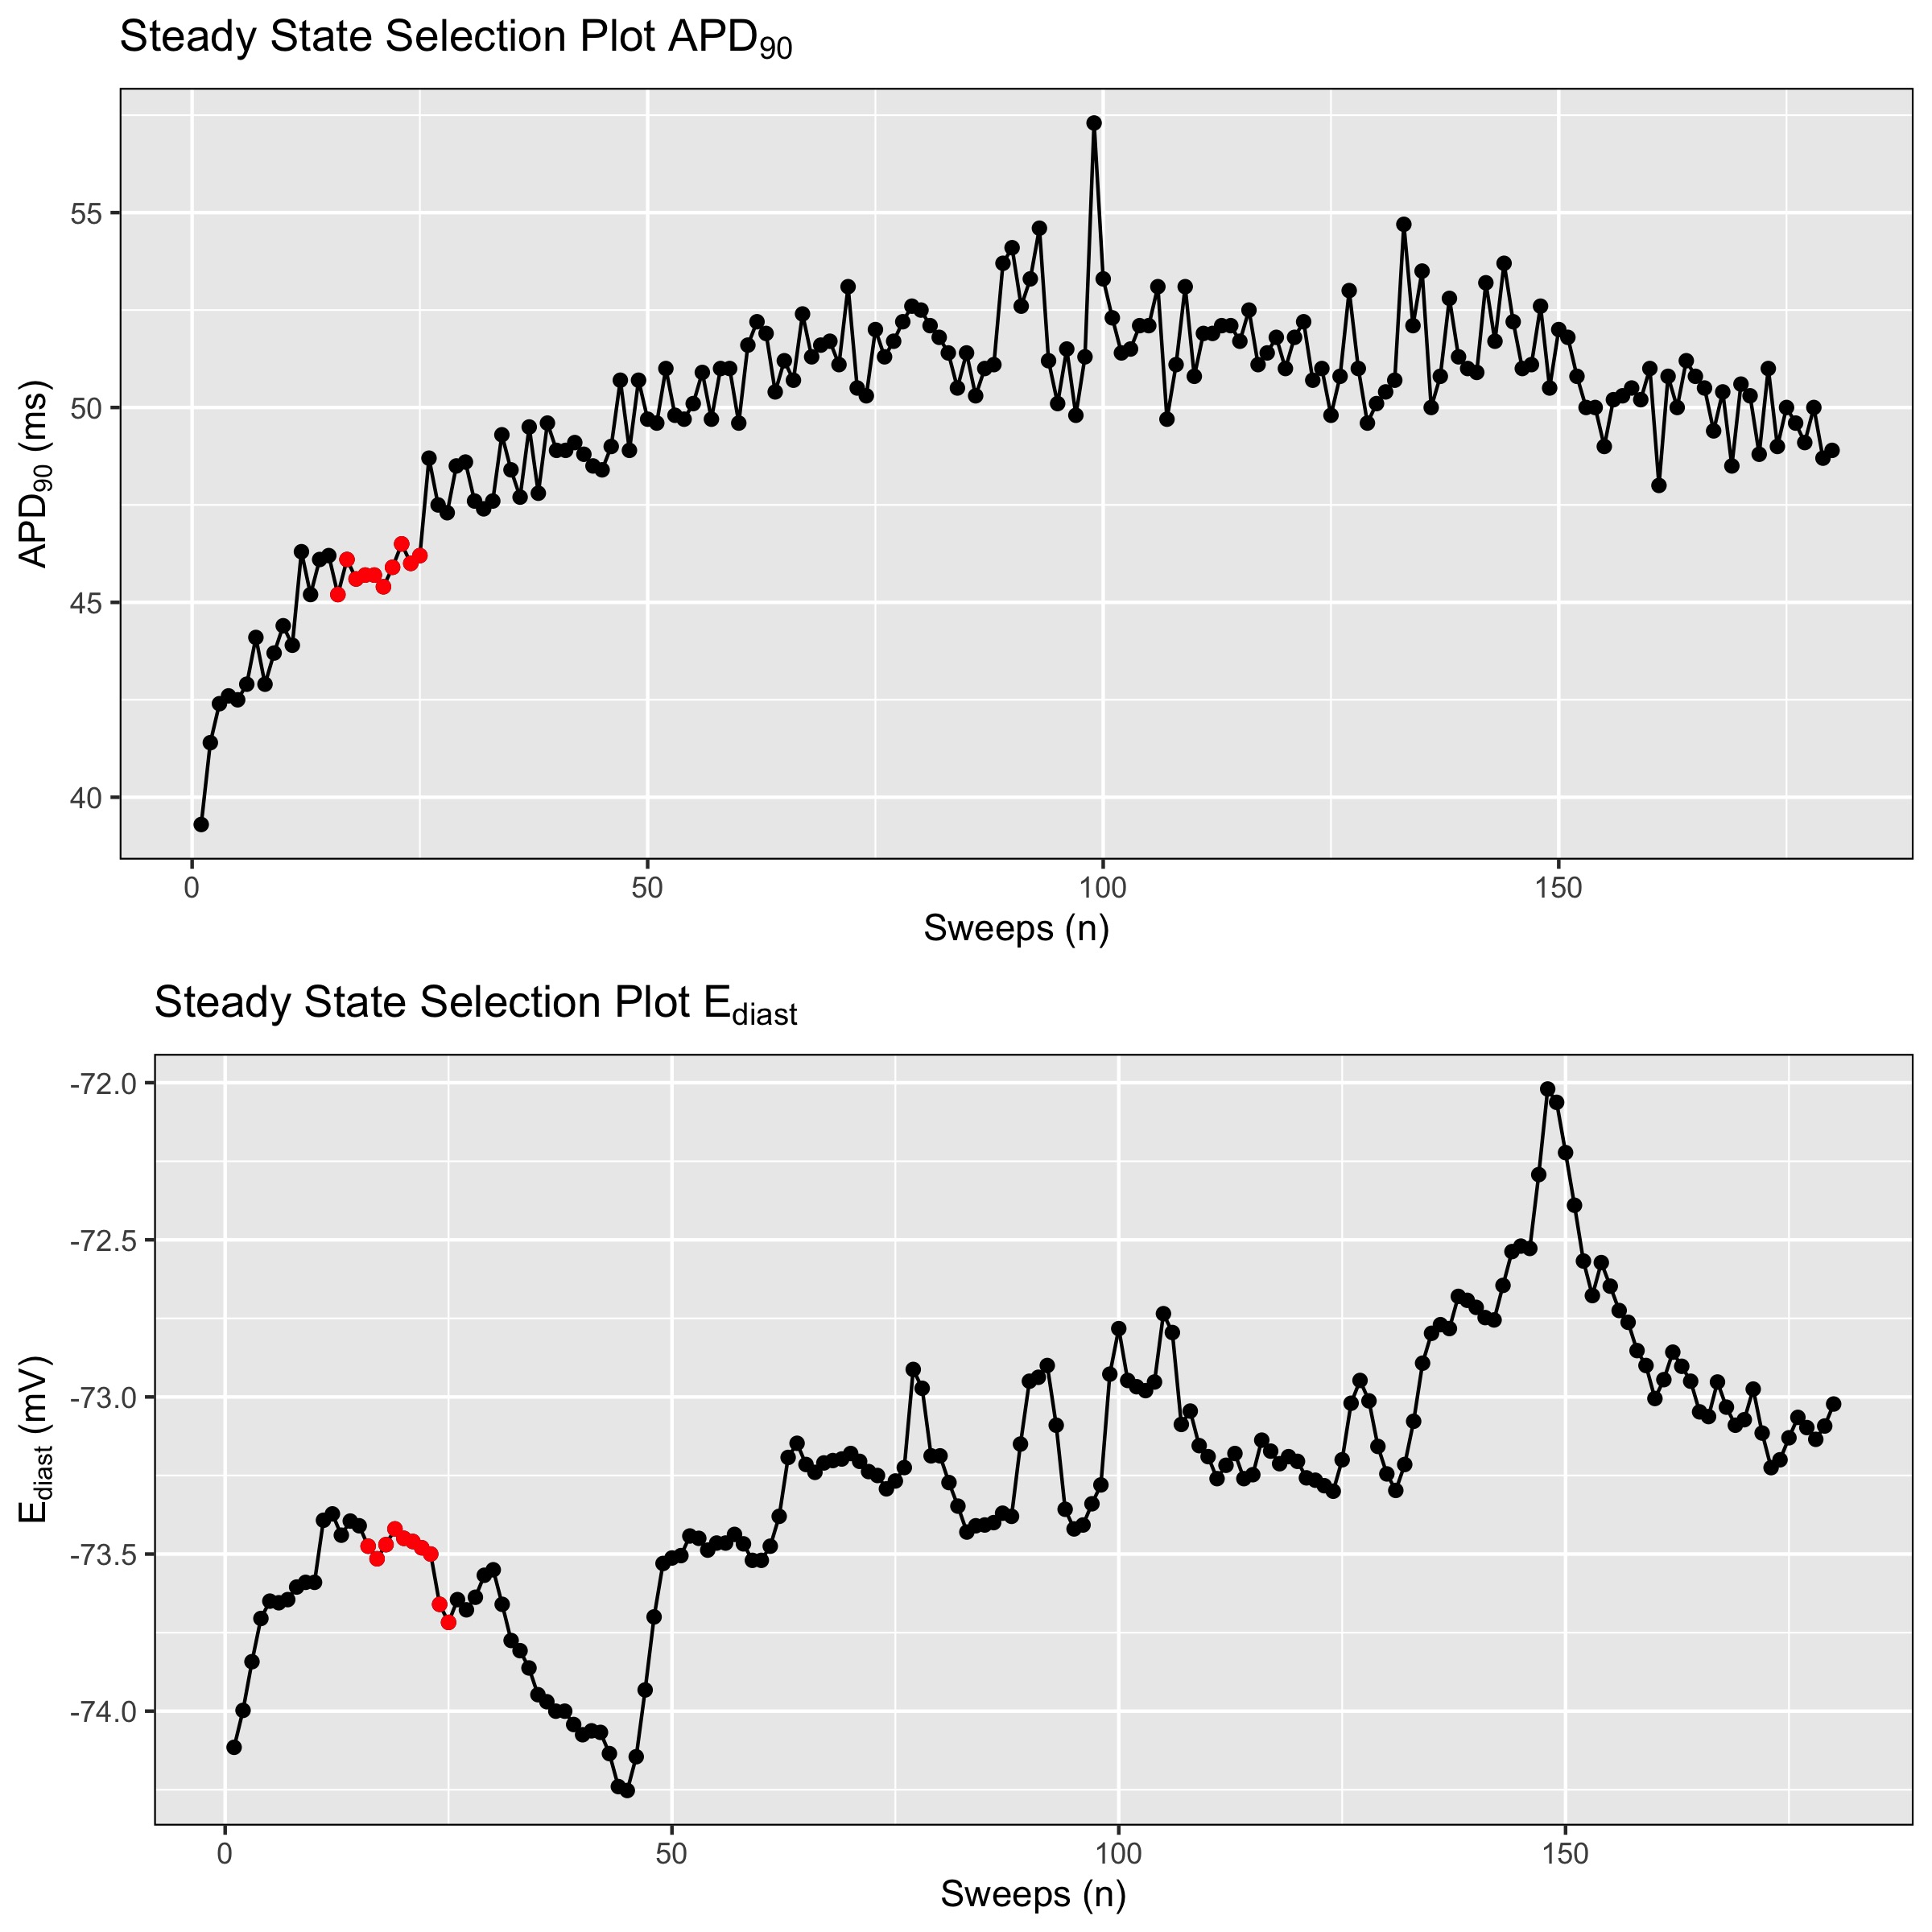 Steady State Selection Plot APD90
55
50
45
40
APD90 (ms)
0 50 100 150
Sweeps (n)
Steady State Selection Plot Ediast
-72.0
-72.5
-73.0
-73.5
-74.0
Ediast (mV)
0 50 100 150
Sweeps (n)